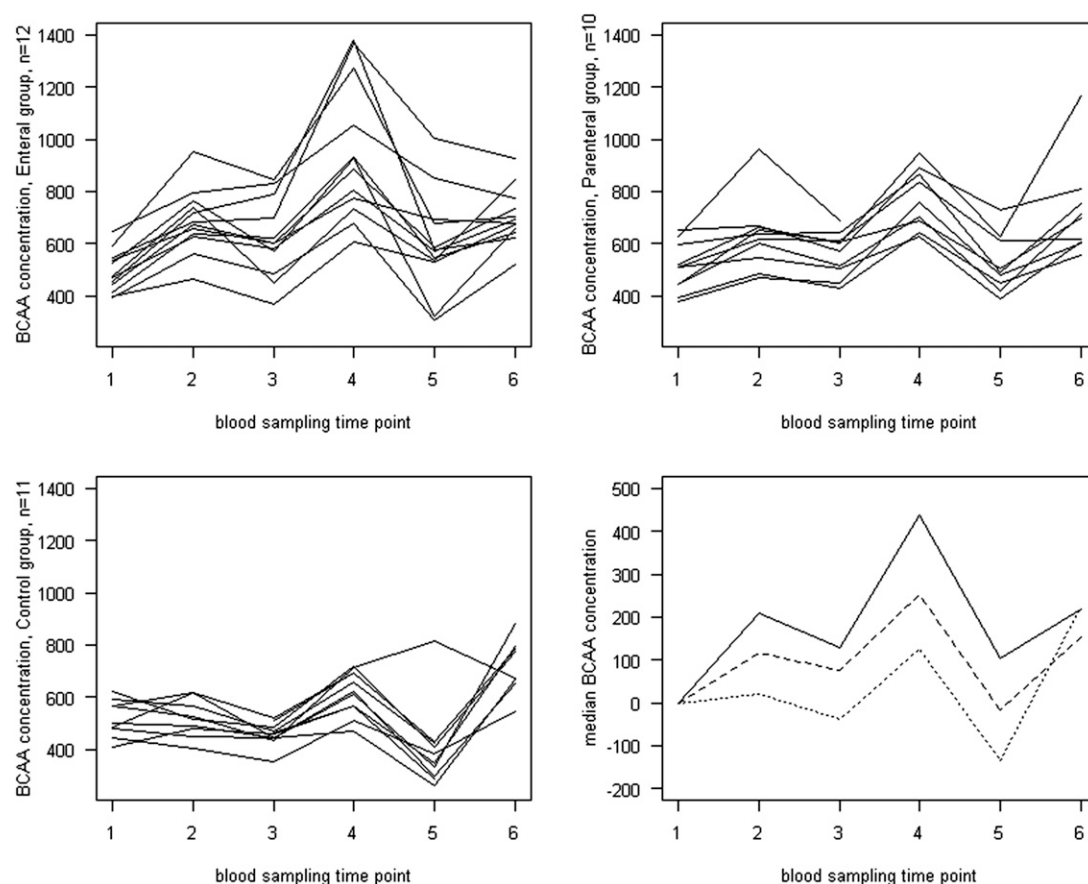 BCAA concentration, Enteral group, n=12
1400
1200
1000
800
600
400
1 2 3 4 5 6
blood sampling time point
BCAA concentration, Parenteral group, n=10
1400
1200
1000
800
600
400
1 2 3 4 5 6
blood sampling time point
BCAA concentration, Control group, n=11
1400
1200
1000
800
600
400
1 2 3 4 5 6
blood sampling time point
median BCAA concentration
500
400
300
200
100
0
-100
-200
1 2 3 4 5 6
blood sampling time point